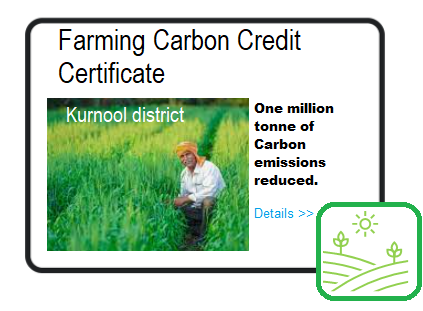 Farming Carbon Credit
Certificate
Kurnool district
One million
tonne of
Carbon
emissions
reduced.
Details >>